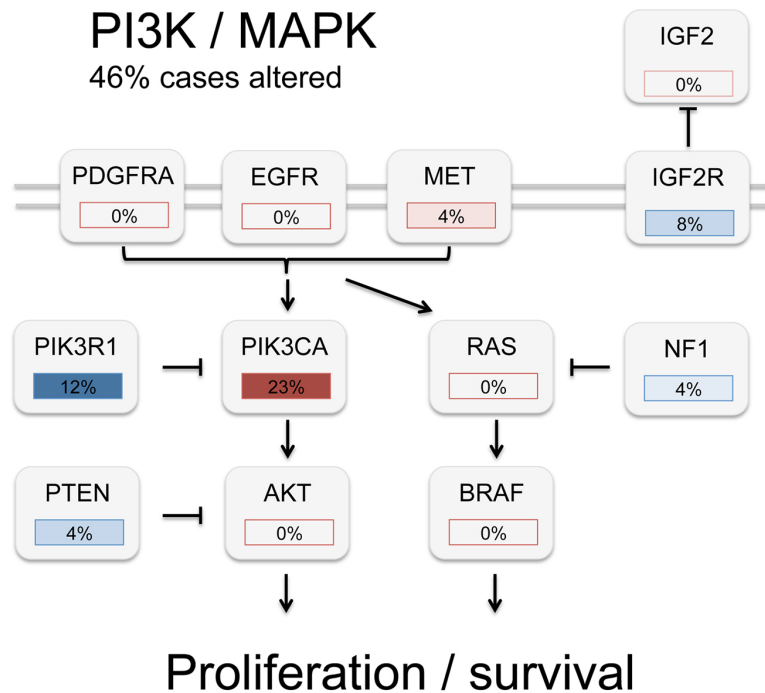 PI3K / MAPK
46% cases altered
IGF2
0%
PDGFRA
0%
EGFR
0%
MET
4%
IGF2R
8%
PIK3R1
12%
PIK3CA
23%
RAS
0%
NF1
4%
PTEN
4%
AKT
0%
BRAF
0%
Proliferation / survival